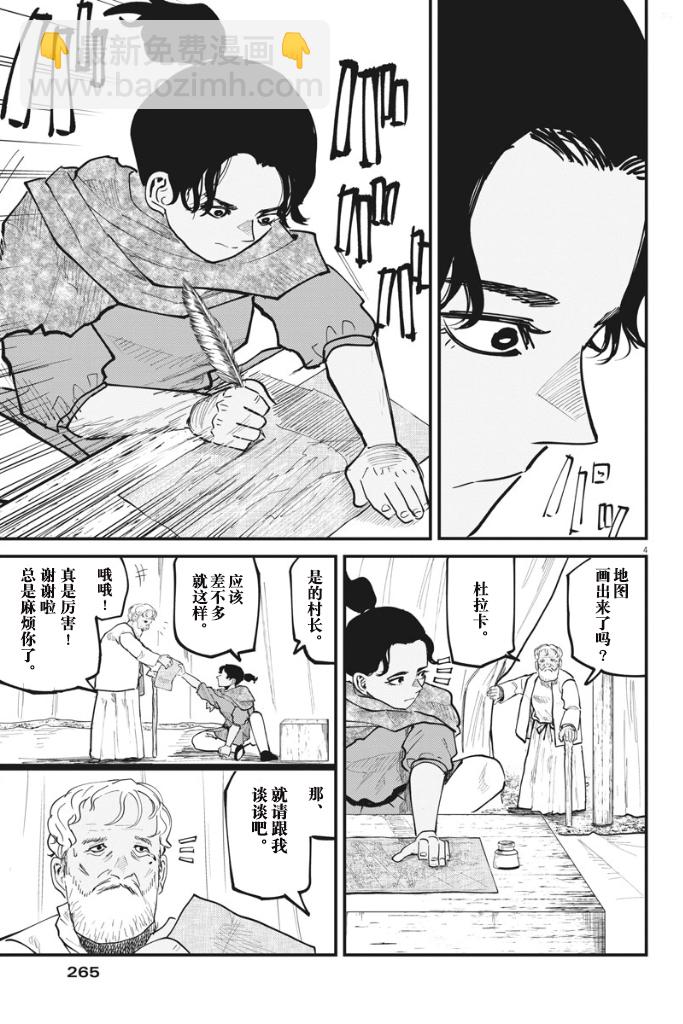 👇最新免费漫画👇
www.baozimh.com
4
地图
画出来了吗？
杜拉卡。
是的村长。
应该
差不多
就这样。
哦哦！
真是厉害！
谢谢啦
总是麻烦你了。
那、
就请跟我
谈谈吧。
265